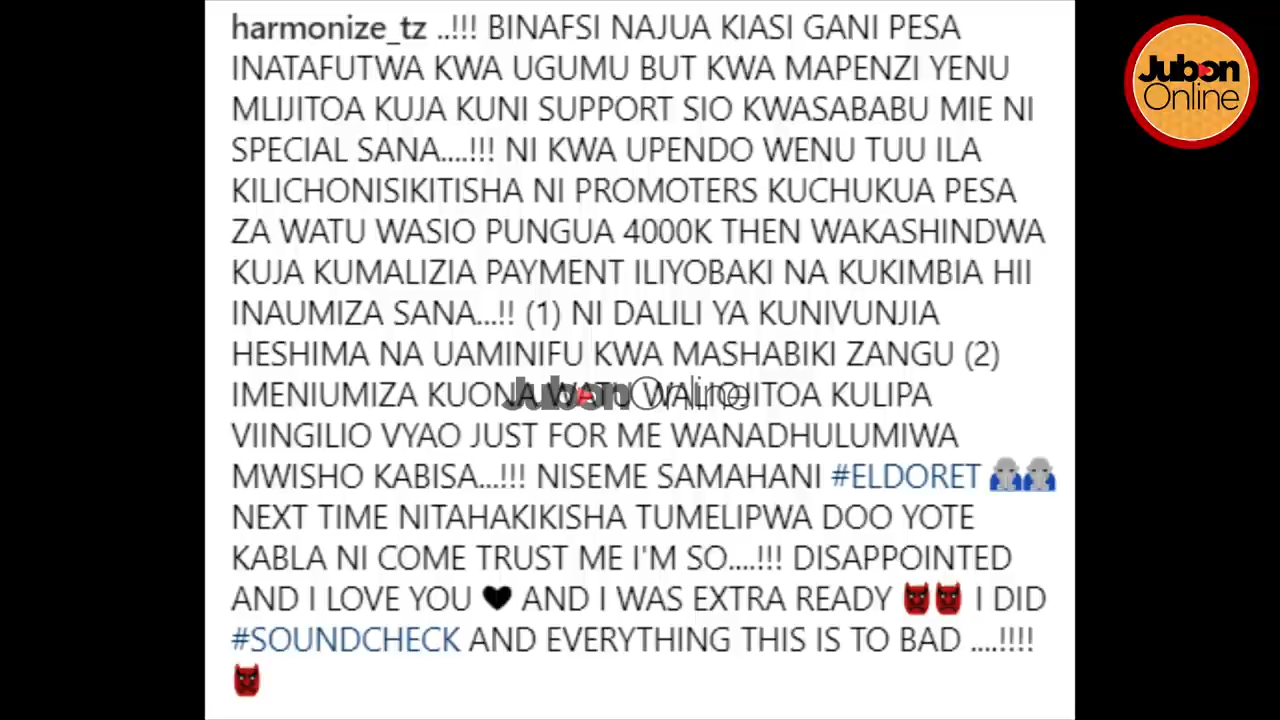 harmonize_tz ..!!! BINAFSI NAJUA KIASI GANI PESA
INATAFUTWA KWA UGUMU BUT KWA MAPENZI YENU
MLIJITOA KUJA KUNI SUPPORT SIO KWASABABU MIE NI
SPECIAL SANA....!!! NI KWA UPENDO WENU TUU ILA
KILICHONISIKITISHA NI PROMOTERS KUCHUKUA PESA
ZA WATU WASIO PUNGUA 4000K THEN WAKASHINDWA
KUJA KUMALIZIA PAYMENT ILIYOBAKI NA KUKIMBIA HII
INAUMIZA SANA...!! (1) NI DALILI YA KUNIVUNJIA
HESHIMA NA UAMINIFU KWA MASHABIKI ZANGU (2)
IMENIUMIZA KUONA WATU WALOJITOA KULIPA
VIINGILIO VYAO JUST FOR ME WANADHULUMIWA
MWISHO KABISA...!!! NISEME SAMAHANI #ELDORET
NEXT TIME NITAHAKIKISHA TUMELIPWA DOO YOTE
KABLA NI COME TRUST ME I'M SO....!!! DISAPPOINTED
AND I LOVE YOU 🖤 AND I WAS EXTRA READY 👹👹 I DID
#SOUNDCHECK AND EVERYTHING THIS IS TO BAD ....!!!!
👹
Jubon
Online
Jubon Online